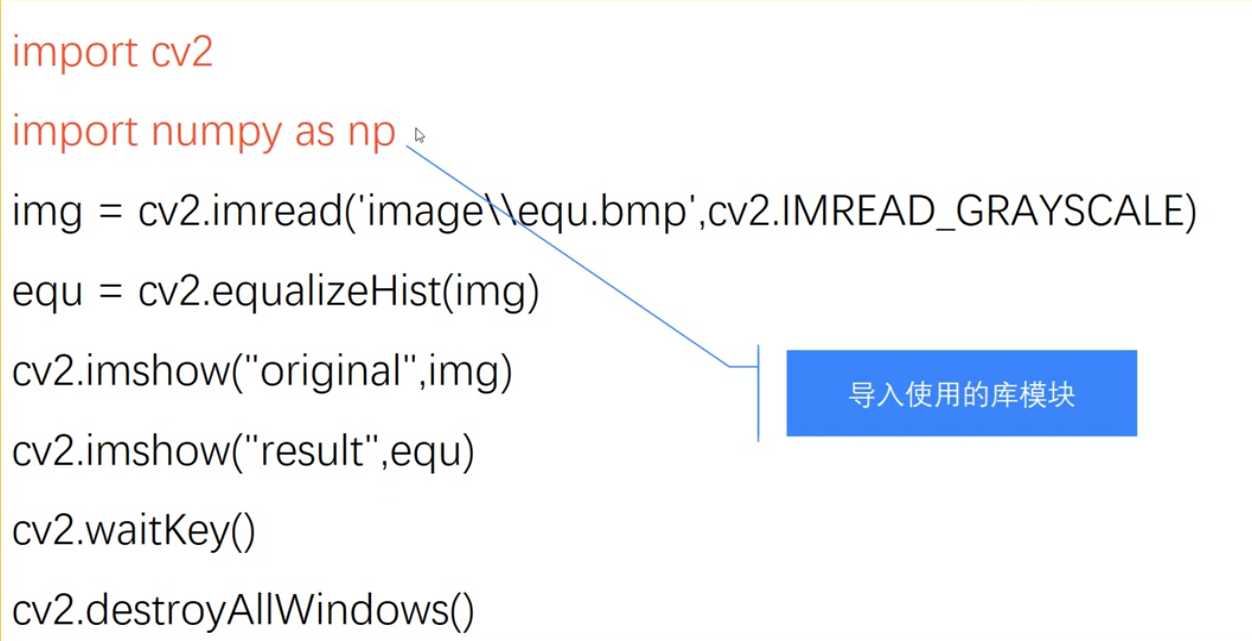 import cv2
import numpy as np
img = cv2.imread('image\\equ.bmp',cv2.IMREAD_GRAYSCALE)
equ = cv2.equalizeHist(img)
cv2.imshow("original",img)
导入使用的库模块
cv2.imshow("result",equ)
cv2.waitKey()
cv2.destroyAllWindows()